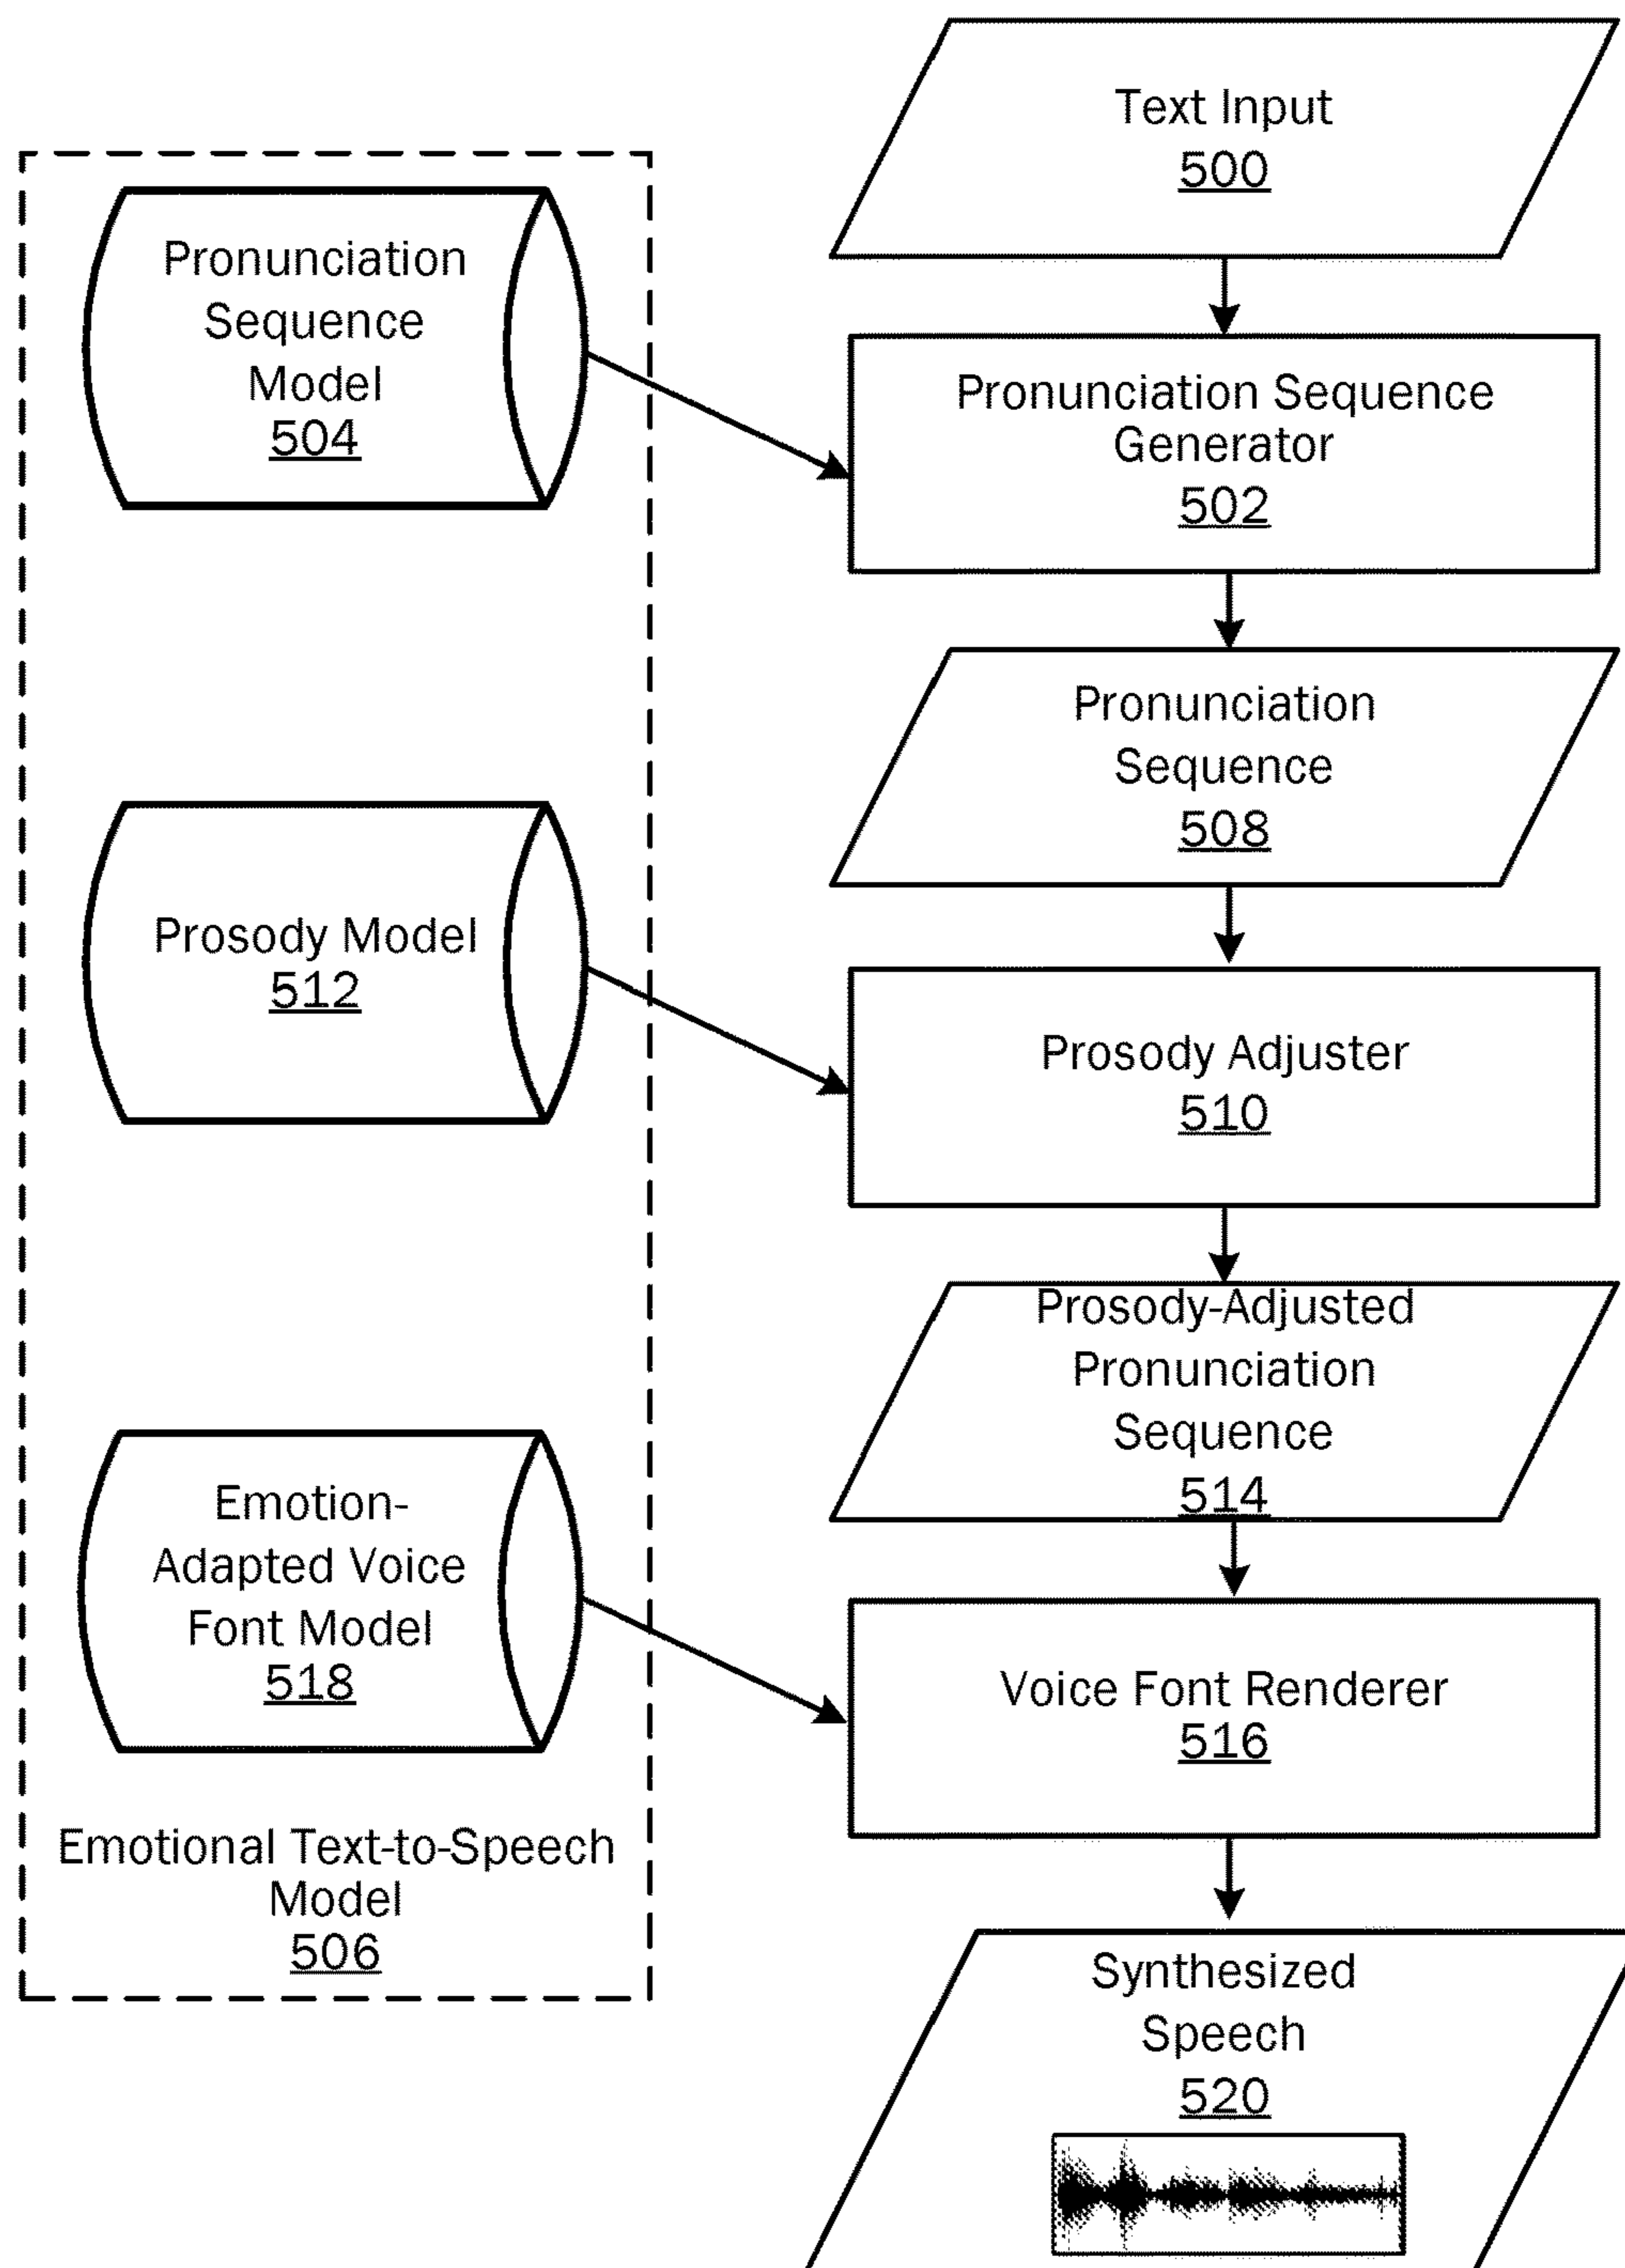 Text Input
500
Pronunciation
Sequence
Model
504
Pronunciation Sequence
Generator
502
Pronunciation
Sequence
508
Prosody Model
512
Prosody Adjuster
510
Prosody-Adjusted
Pronunciation
Sequence
514
Emotion-
Adapted Voice
Font Model
518
Voice Font Renderer
516
Emotional Text-to-Speech
Model
506
Synthesized
Speech
520